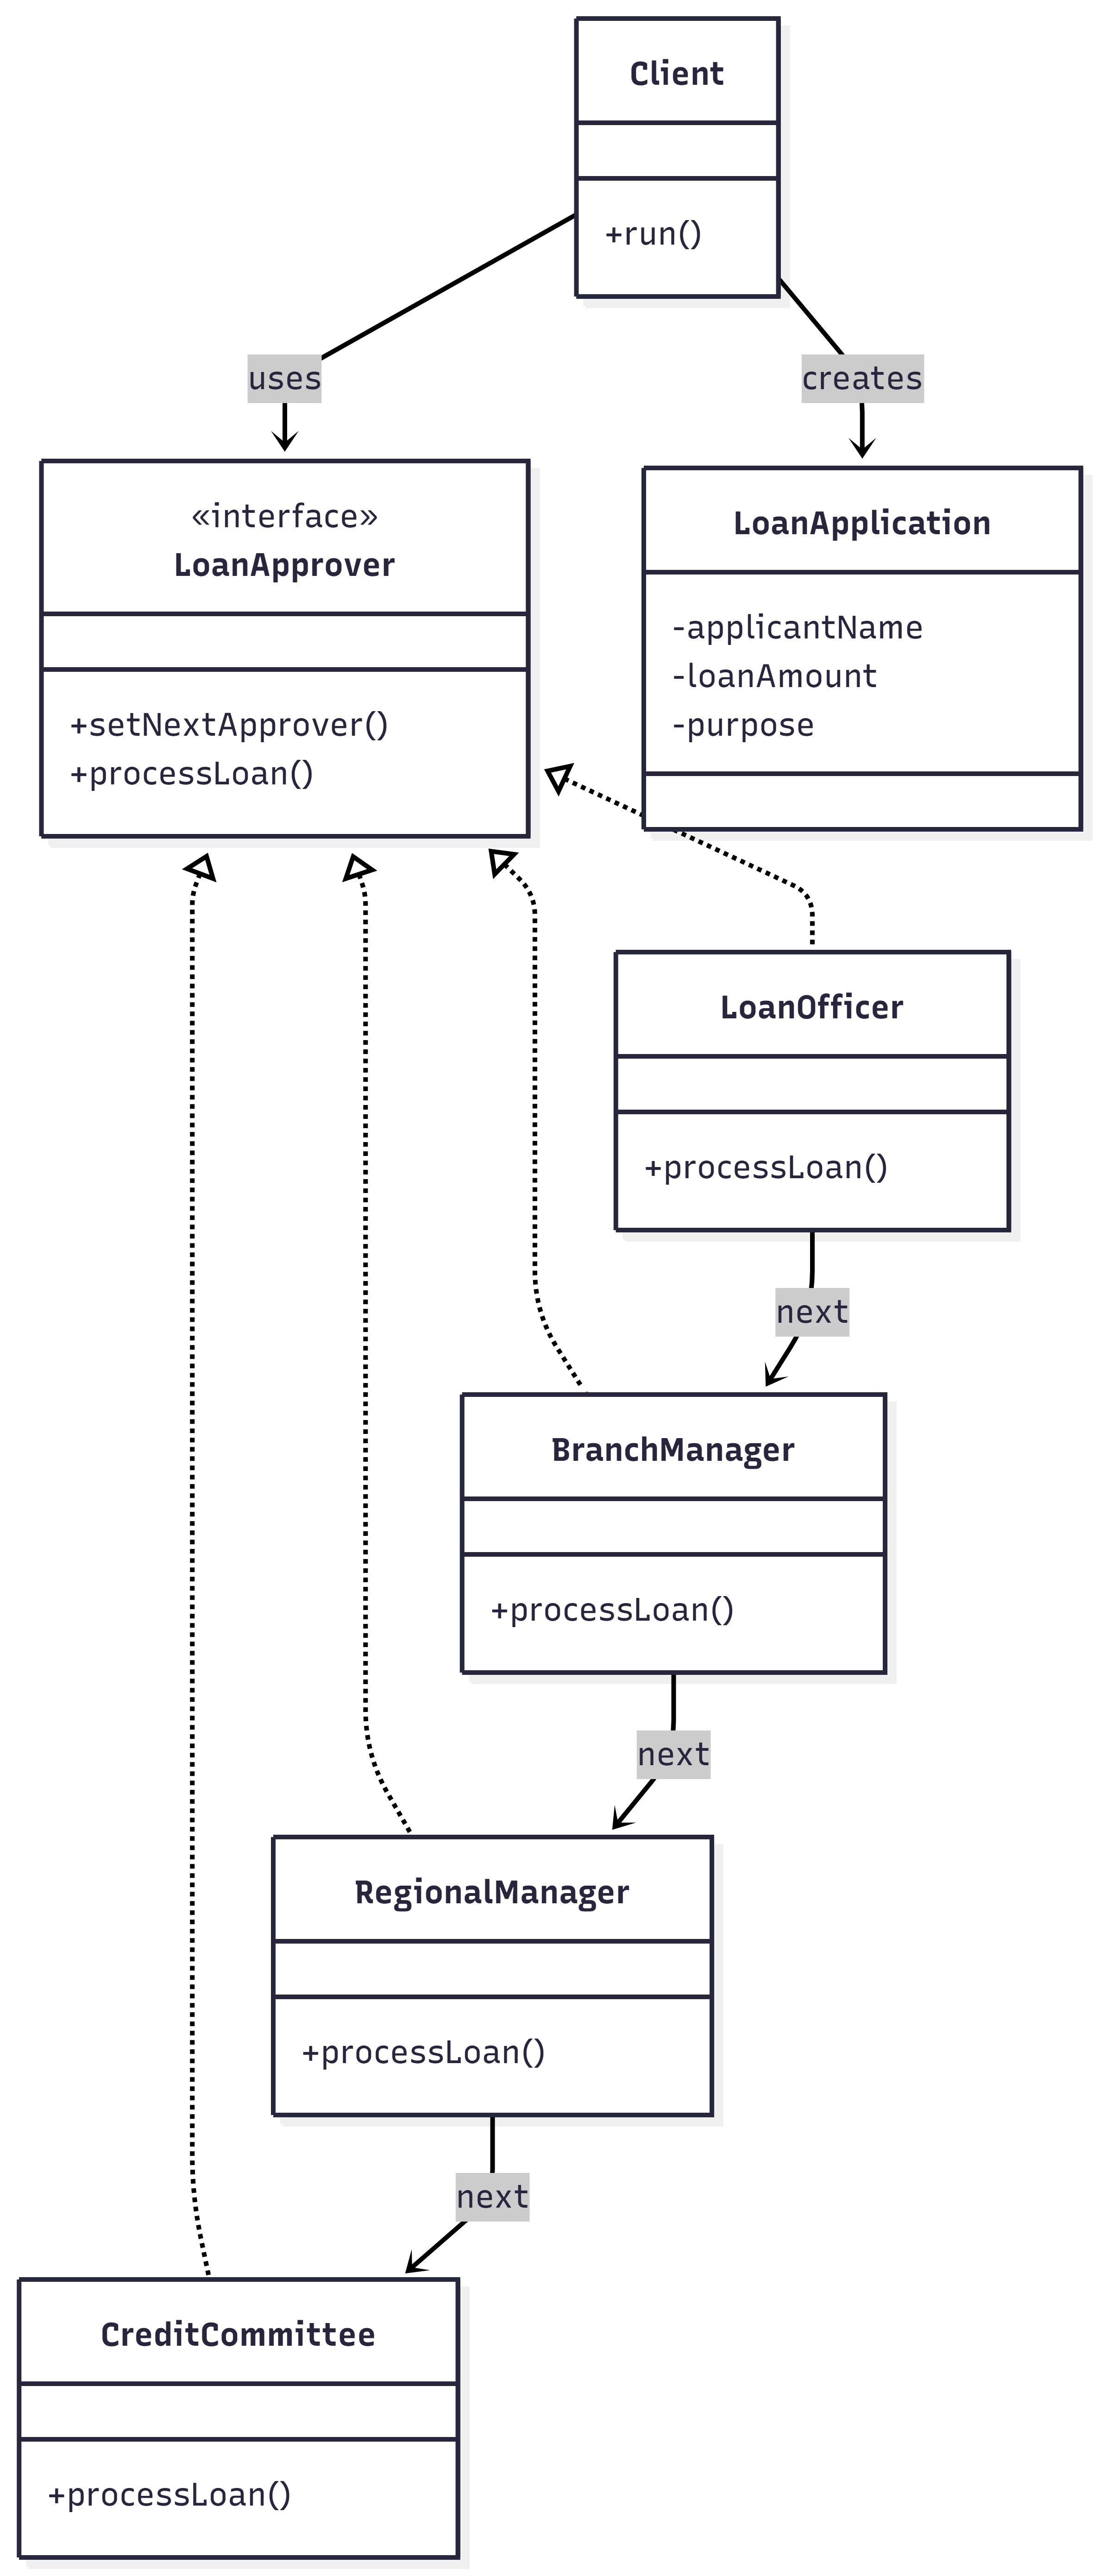 Client
+run()
uses
creates
«interface»
LoanApprover
+setNextApprover()
+processLoan()
LoanApplication
-applicantName
-loanAmount
-purpose
LoanOfficer
+processLoan()
next
BranchManager
+processLoan()
next
RegionalManager
+processLoan()
next
CreditCommittee
+processLoan()